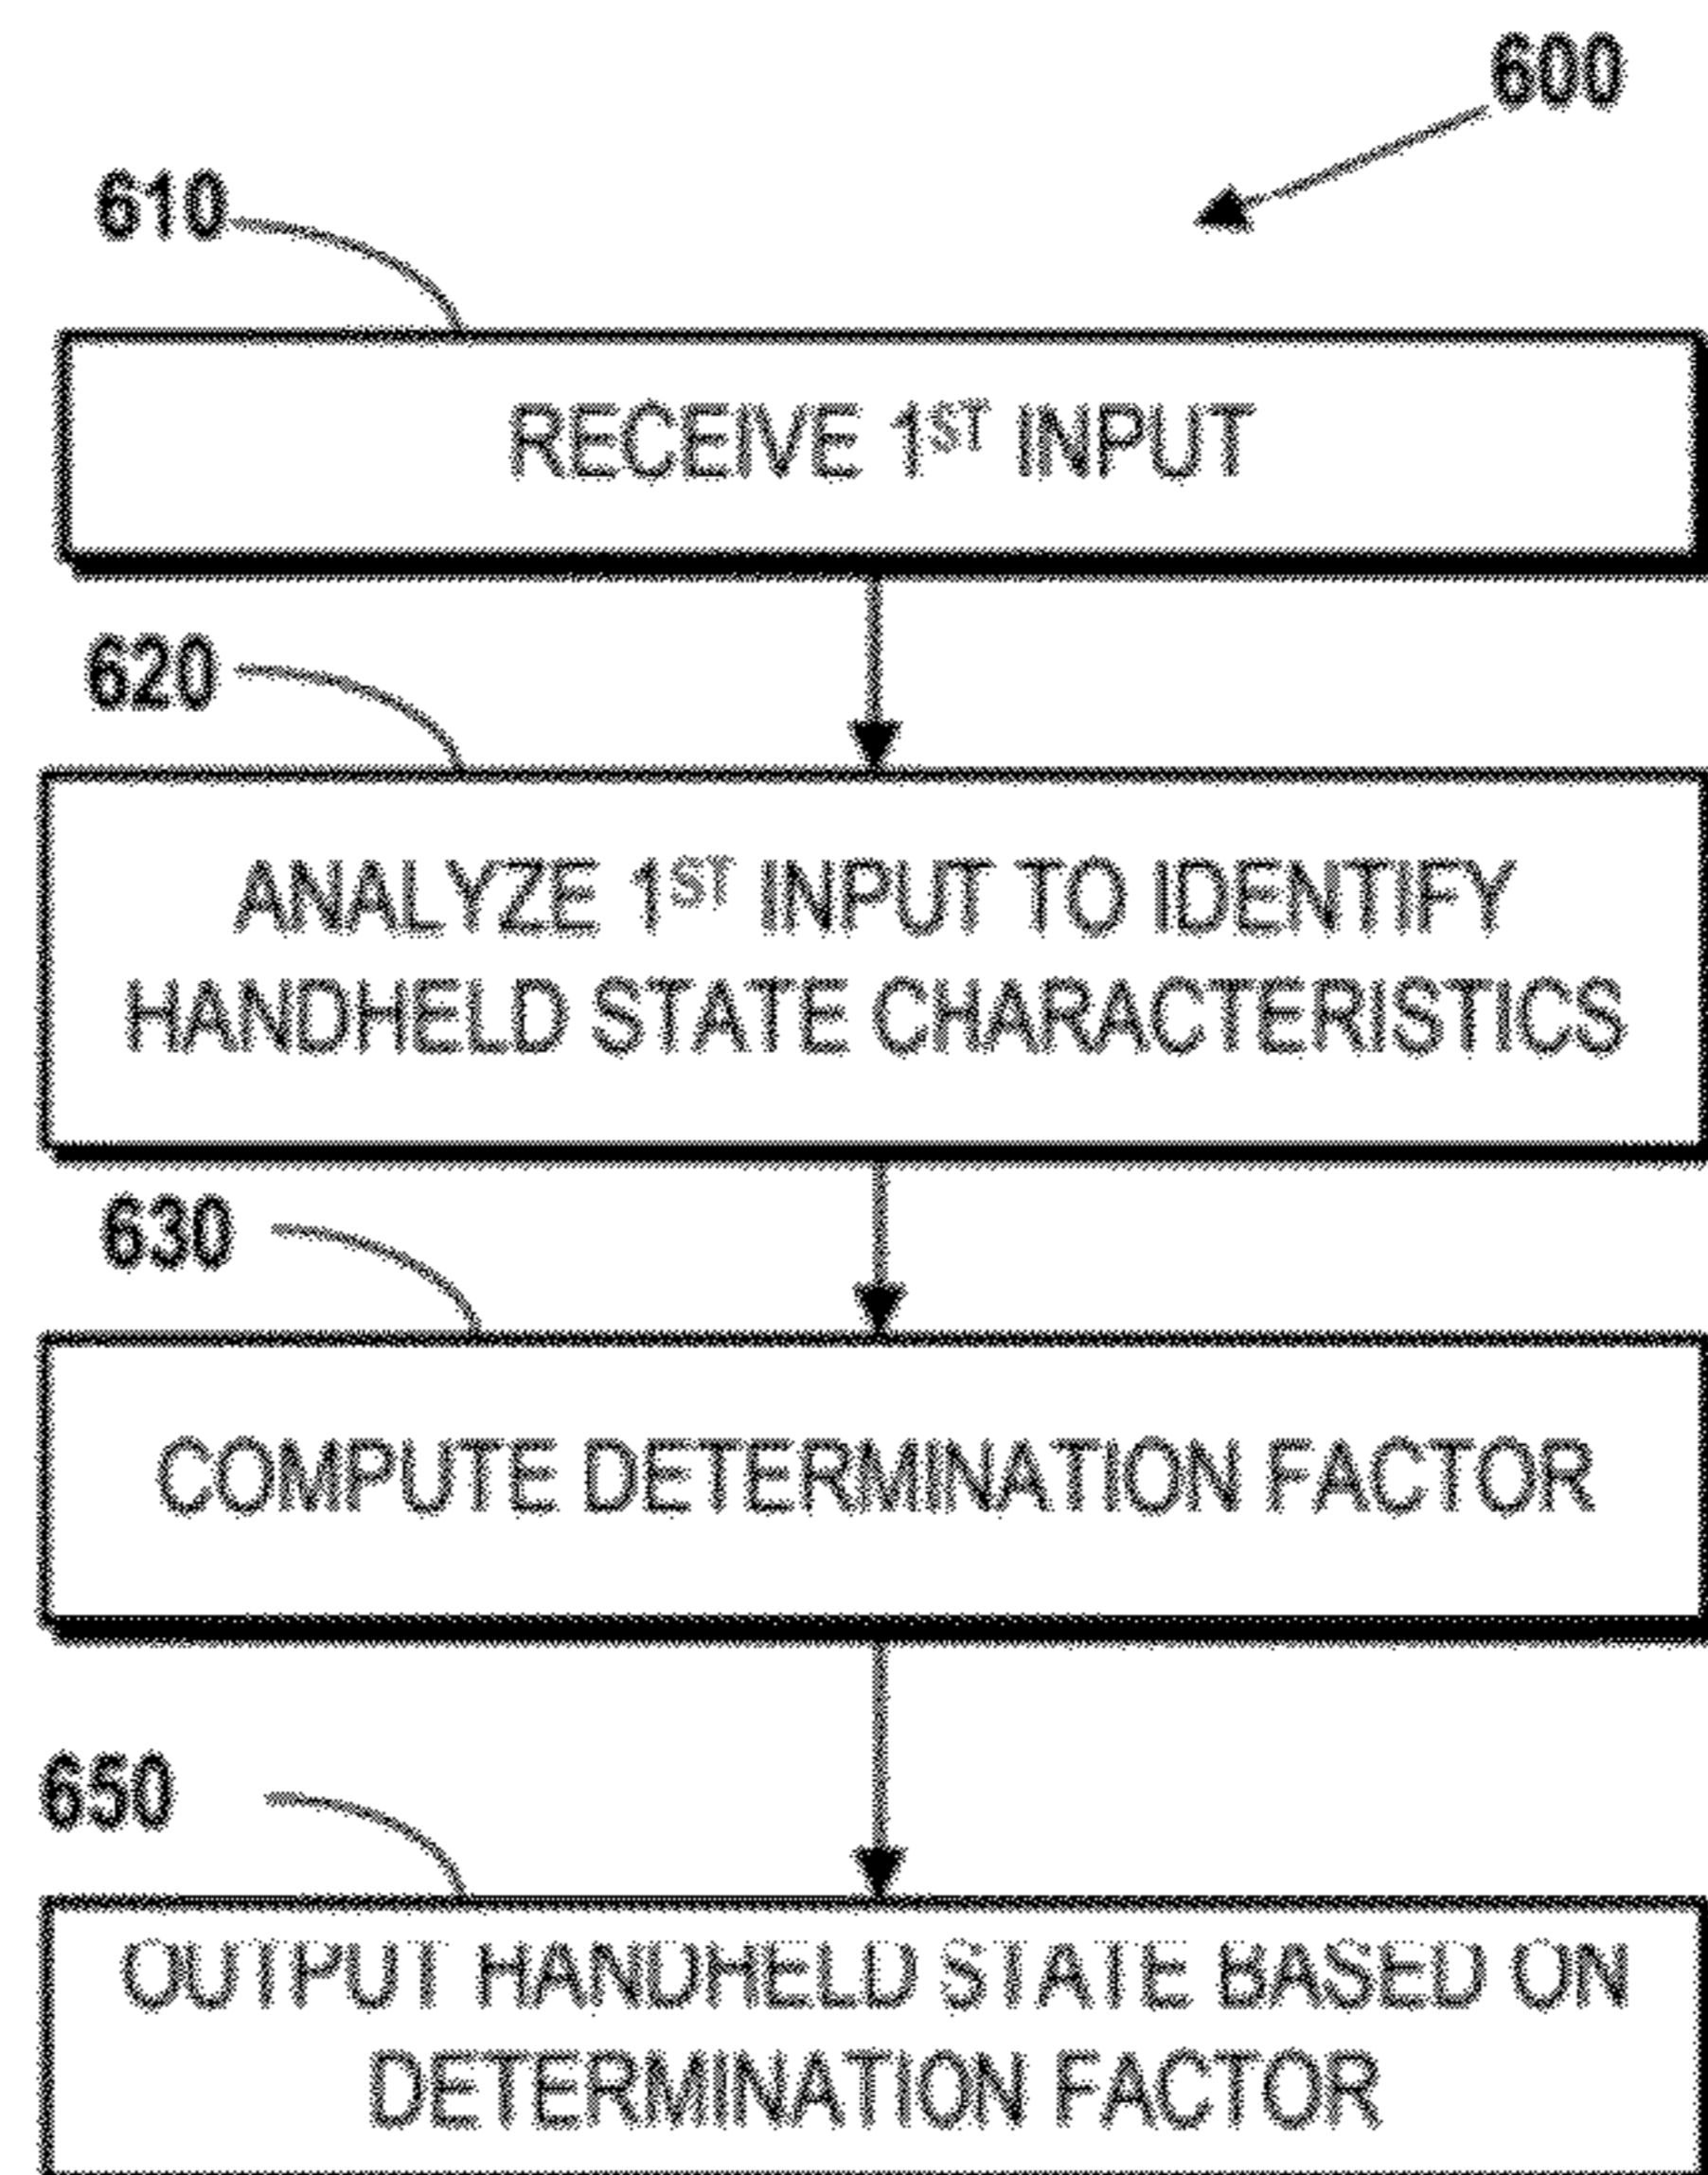 600
610
RECEIVE 1ST INPUT
620
ANALYZE 1ST INPUT TO IDENTIFY
HANDHELD STATE CHARACTERISTICS
630
COMPUTE DETERMINATION FACTOR
650
OUTPUT HANDHELD STATE BASED ON
DETERMINATION FACTOR